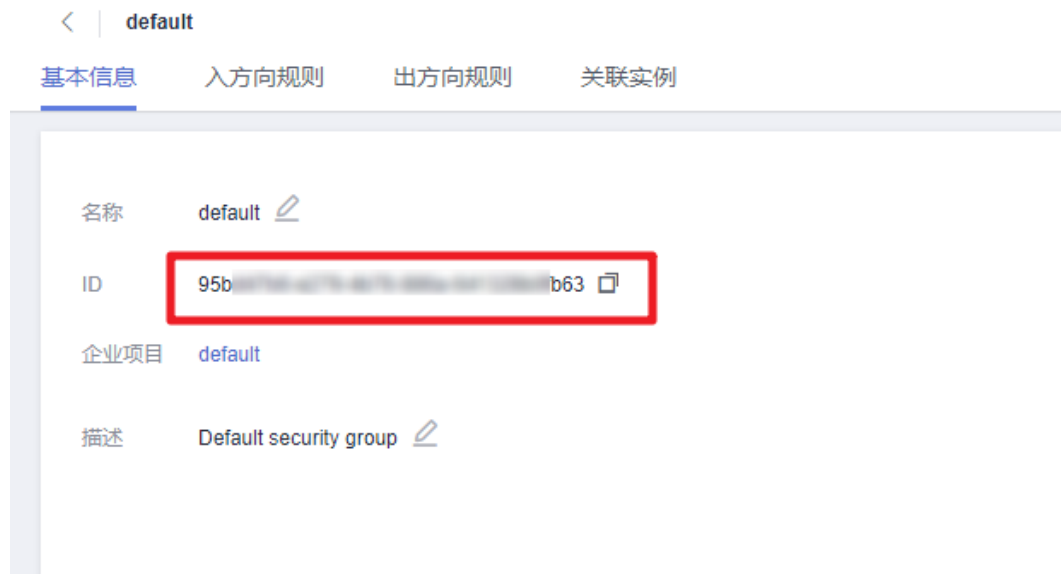 default
基本信息 入方向规则 出方向规则 关联实例
名称 default
ID 95b b63
企业项目 default
描述 Default security group